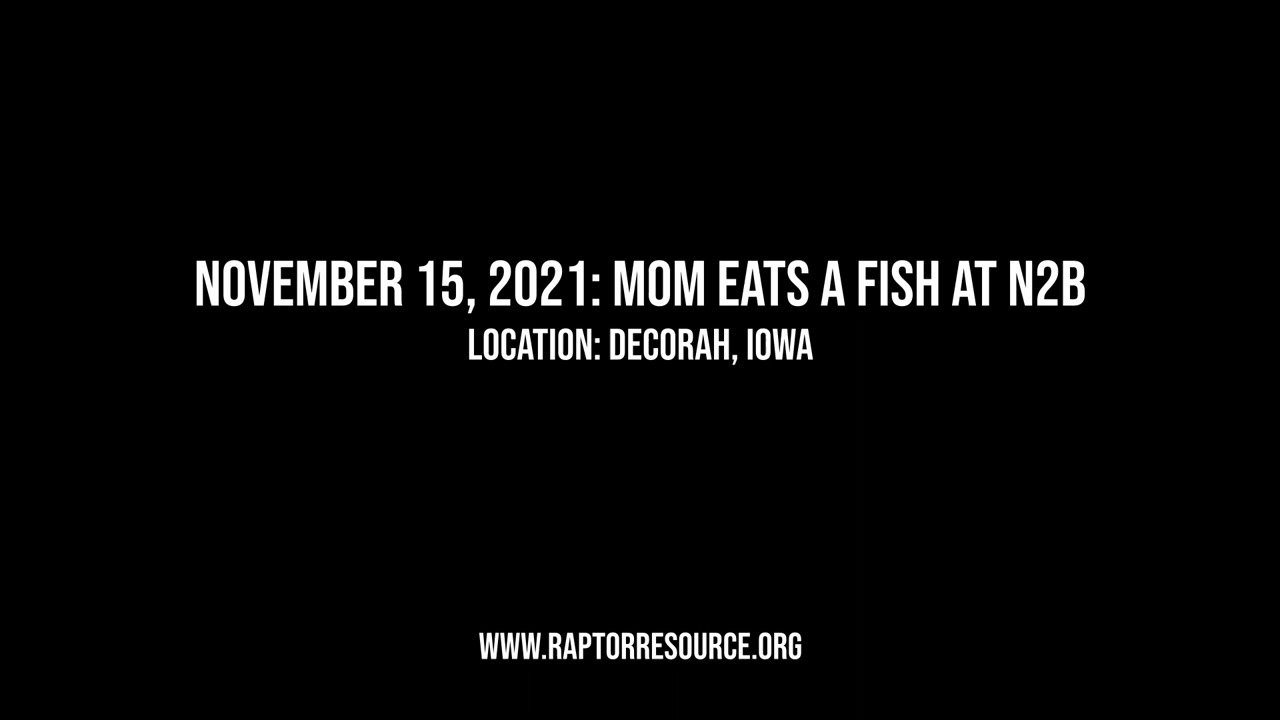 NOVEMBER 15, 2021: MOM EATS A FISH AT N2B
LOCATION: DECORAH, IOWA
WWW.RAPTORRESOURCE.ORG